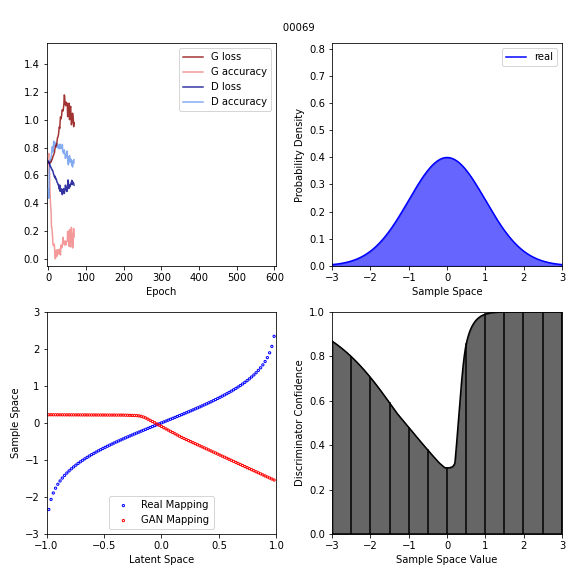 00069
G loss
G accuracy
D loss
D accuracy
1.4
1.2
1.0
0.8
0.6
0.4
0.2
0.0
0 100 200 300 400 500 600
Epoch
real
Probability Density
0.8
0.7
0.6
0.5
0.4
0.3
0.2
0.1
0.0
−3 −2 −1 0 1 2 3
Sample Space
Sample Space
3
2
1
0
−1
−2
−3
Real Mapping
GAN Mapping
−1.0 −0.5 0.0 0.5 1.0
Latent Space
Discriminator Confidence
1.0
0.8
0.6
0.4
0.2
0.0
−3 −2 −1 0 1 2 3
Sample Space Value